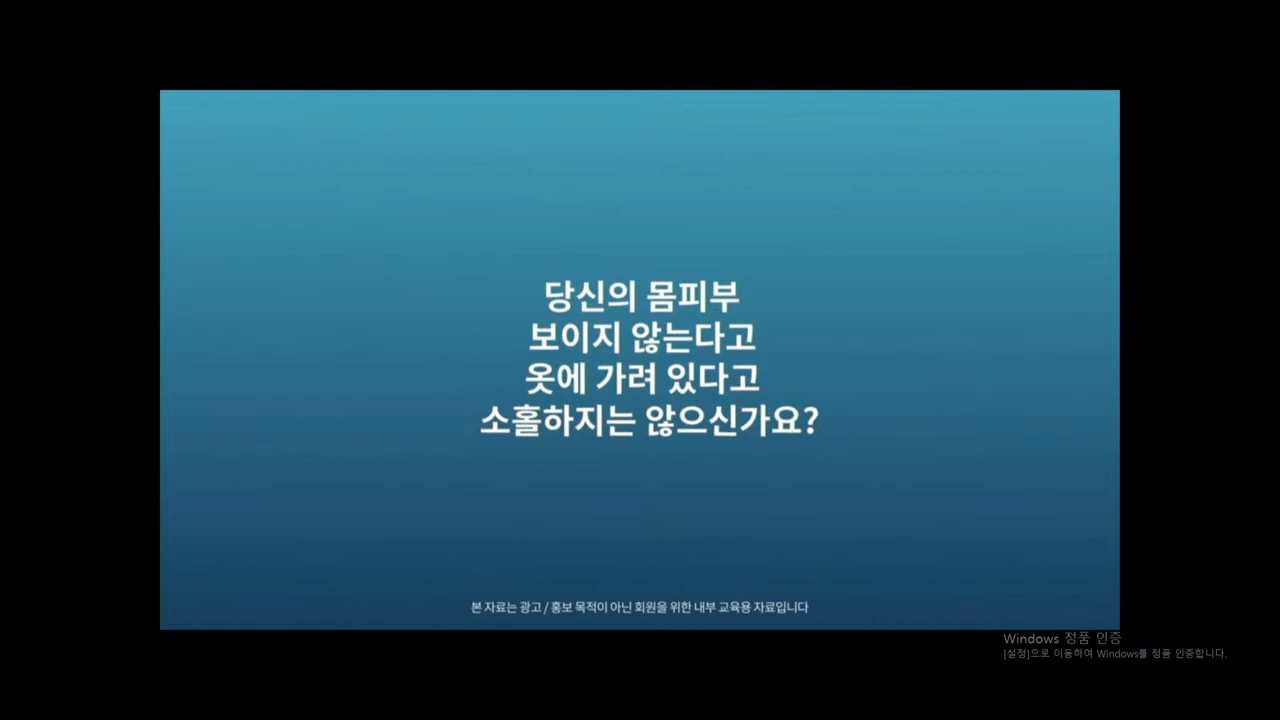 당신의 몸피부
보이지 않는다고
옷에 가려 있다고
소홀하지는 않으신가요?
본 자료는 광고 / 홍보 목적이 아닌 회원을 위한 내부 교육용 자료입니다
Windows 정품 인증
[설정]으로 이동하여 Windows를 정품 인증합니다.